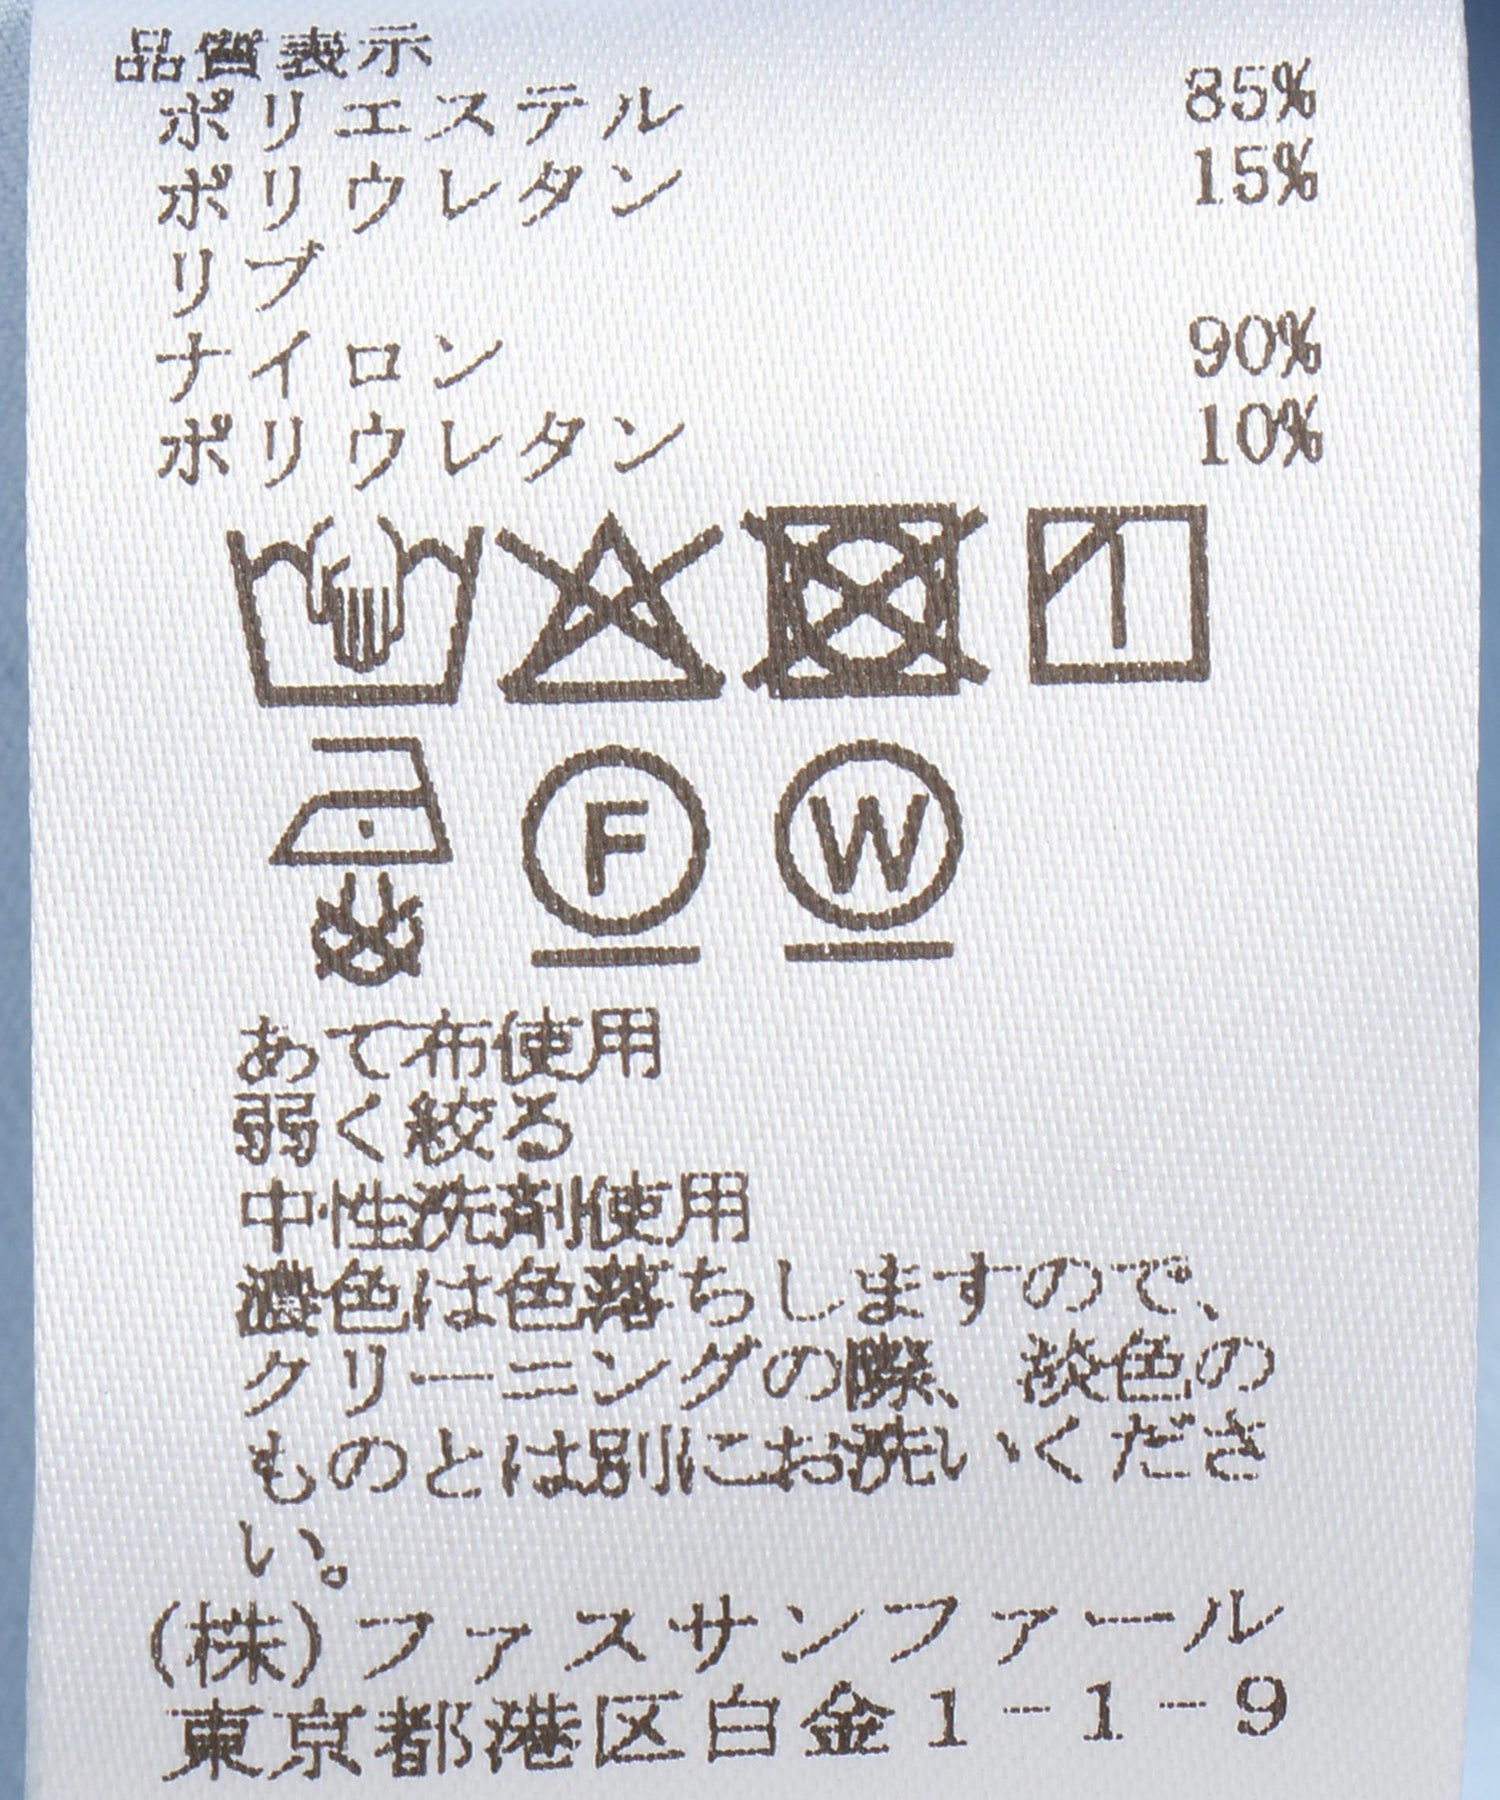 品質表示
ポリエステル 85%
ポリウレタン 15%
リブ
ナイロン 90%
ポリウレタン 10%
F W
あて布使用
弱く絞る
中性洗剤使用
濃色は色落ちしますので、
クリーニングの際、淡色の
ものとは別にお洗いくださ
い。
(株)ファスサンファール
東京都港区白金1-1-9